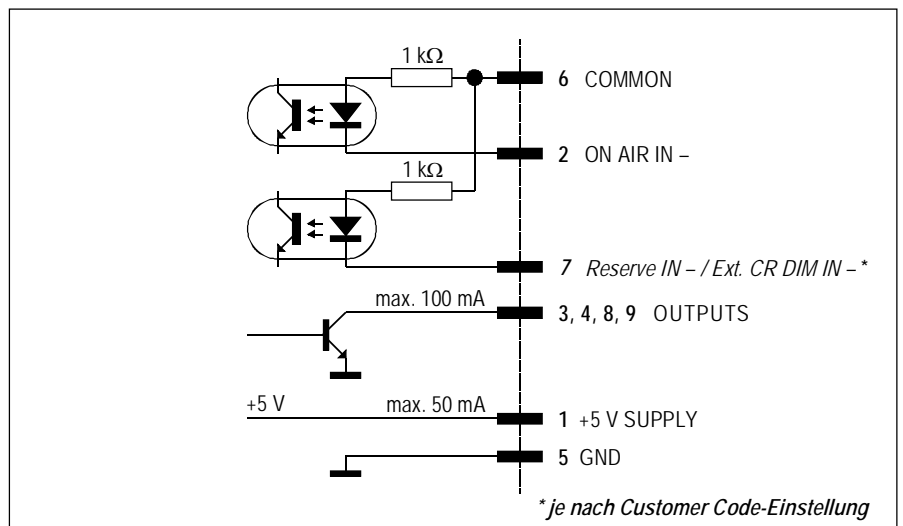 1 kΩ
6 COMMON
2 ON AIR IN –
1 kΩ
7 Reserve IN – / Ext. CR DIM IN – *
max. 100 mA
3, 4, 8, 9 OUTPUTS
+5 V max. 50 mA
1 +5 V SUPPLY
5 GND
* je nach Customer Code-Einstellung